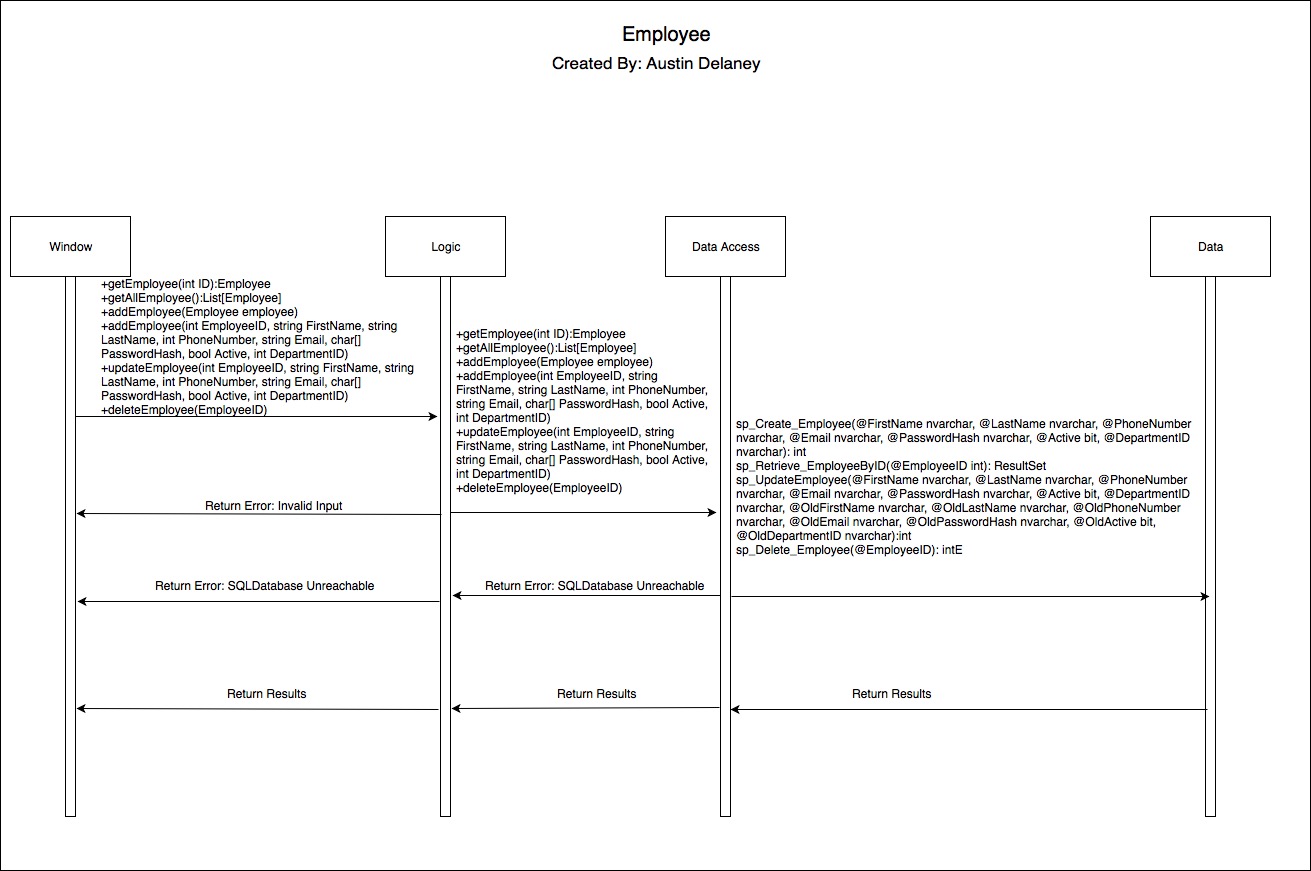 Employee
Created By: Austin Delaney
Window
Logic
Data Access
Data
+getEmployee(int ID):Employee
+getAllEmployee():List[Employee]
+addEmployee(Employee employee)
+addEmployee(int EmployeeID, string FirstName, string
LastName, int PhoneNumber, string Email, char[]
PasswordHash, bool Active, int DepartmentID)
+updateEmployee(int EmployeeID, string FirstName, string
LastName, int PhoneNumber, string Email, char[]
PasswordHash, bool Active, int DepartmentID)
+deleteEmployee(EmployeeID)
+getEmployee(int ID):Employee
+getAllEmployee():List[Employee]
+addEmployee(Employee employee)
+addEmployee(int EmployeeID, string
FirstName, string LastName, int PhoneNumber,
string Email, char[] PasswordHash, bool Active,
int DepartmentID)
+updateEmployee(int EmployeeID, string
FirstName, string LastName, int PhoneNumber,
string Email, char[] PasswordHash, bool Active,
int DepartmentID)
+deleteEmployee(EmployeeID)
sp_Create_Employee(@FirstName nvarchar, @LastName nvarchar, @PhoneNumber
nvarchar, @Email nvarchar, @PasswordHash nvarchar, @Active bit, @DepartmentID
nvarchar): int
sp_Retrieve_EmployeeByID(@EmployeeID int): ResultSet
sp_UpdateEmployee(@FirstName nvarchar, @LastName nvarchar, @PhoneNumber
nvarchar, @Email nvarchar, @PasswordHash nvarchar, @Active bit, @DepartmentID
nvarchar, @OldFirstName nvarchar, @OldLastName nvarchar, @OldPhoneNumber
nvarchar, @OldEmail nvarchar, @OldPasswordHash nvarchar, @OldActive bit,
@OldDepartmentID nvarchar):int
sp_Delete_Employee(@EmployeeID): intE
Return Error: Invalid Input
Return Error: SQLDatabase Unreachable
Return Error: SQLDatabase Unreachable
Return Results
Return Results
Return Results